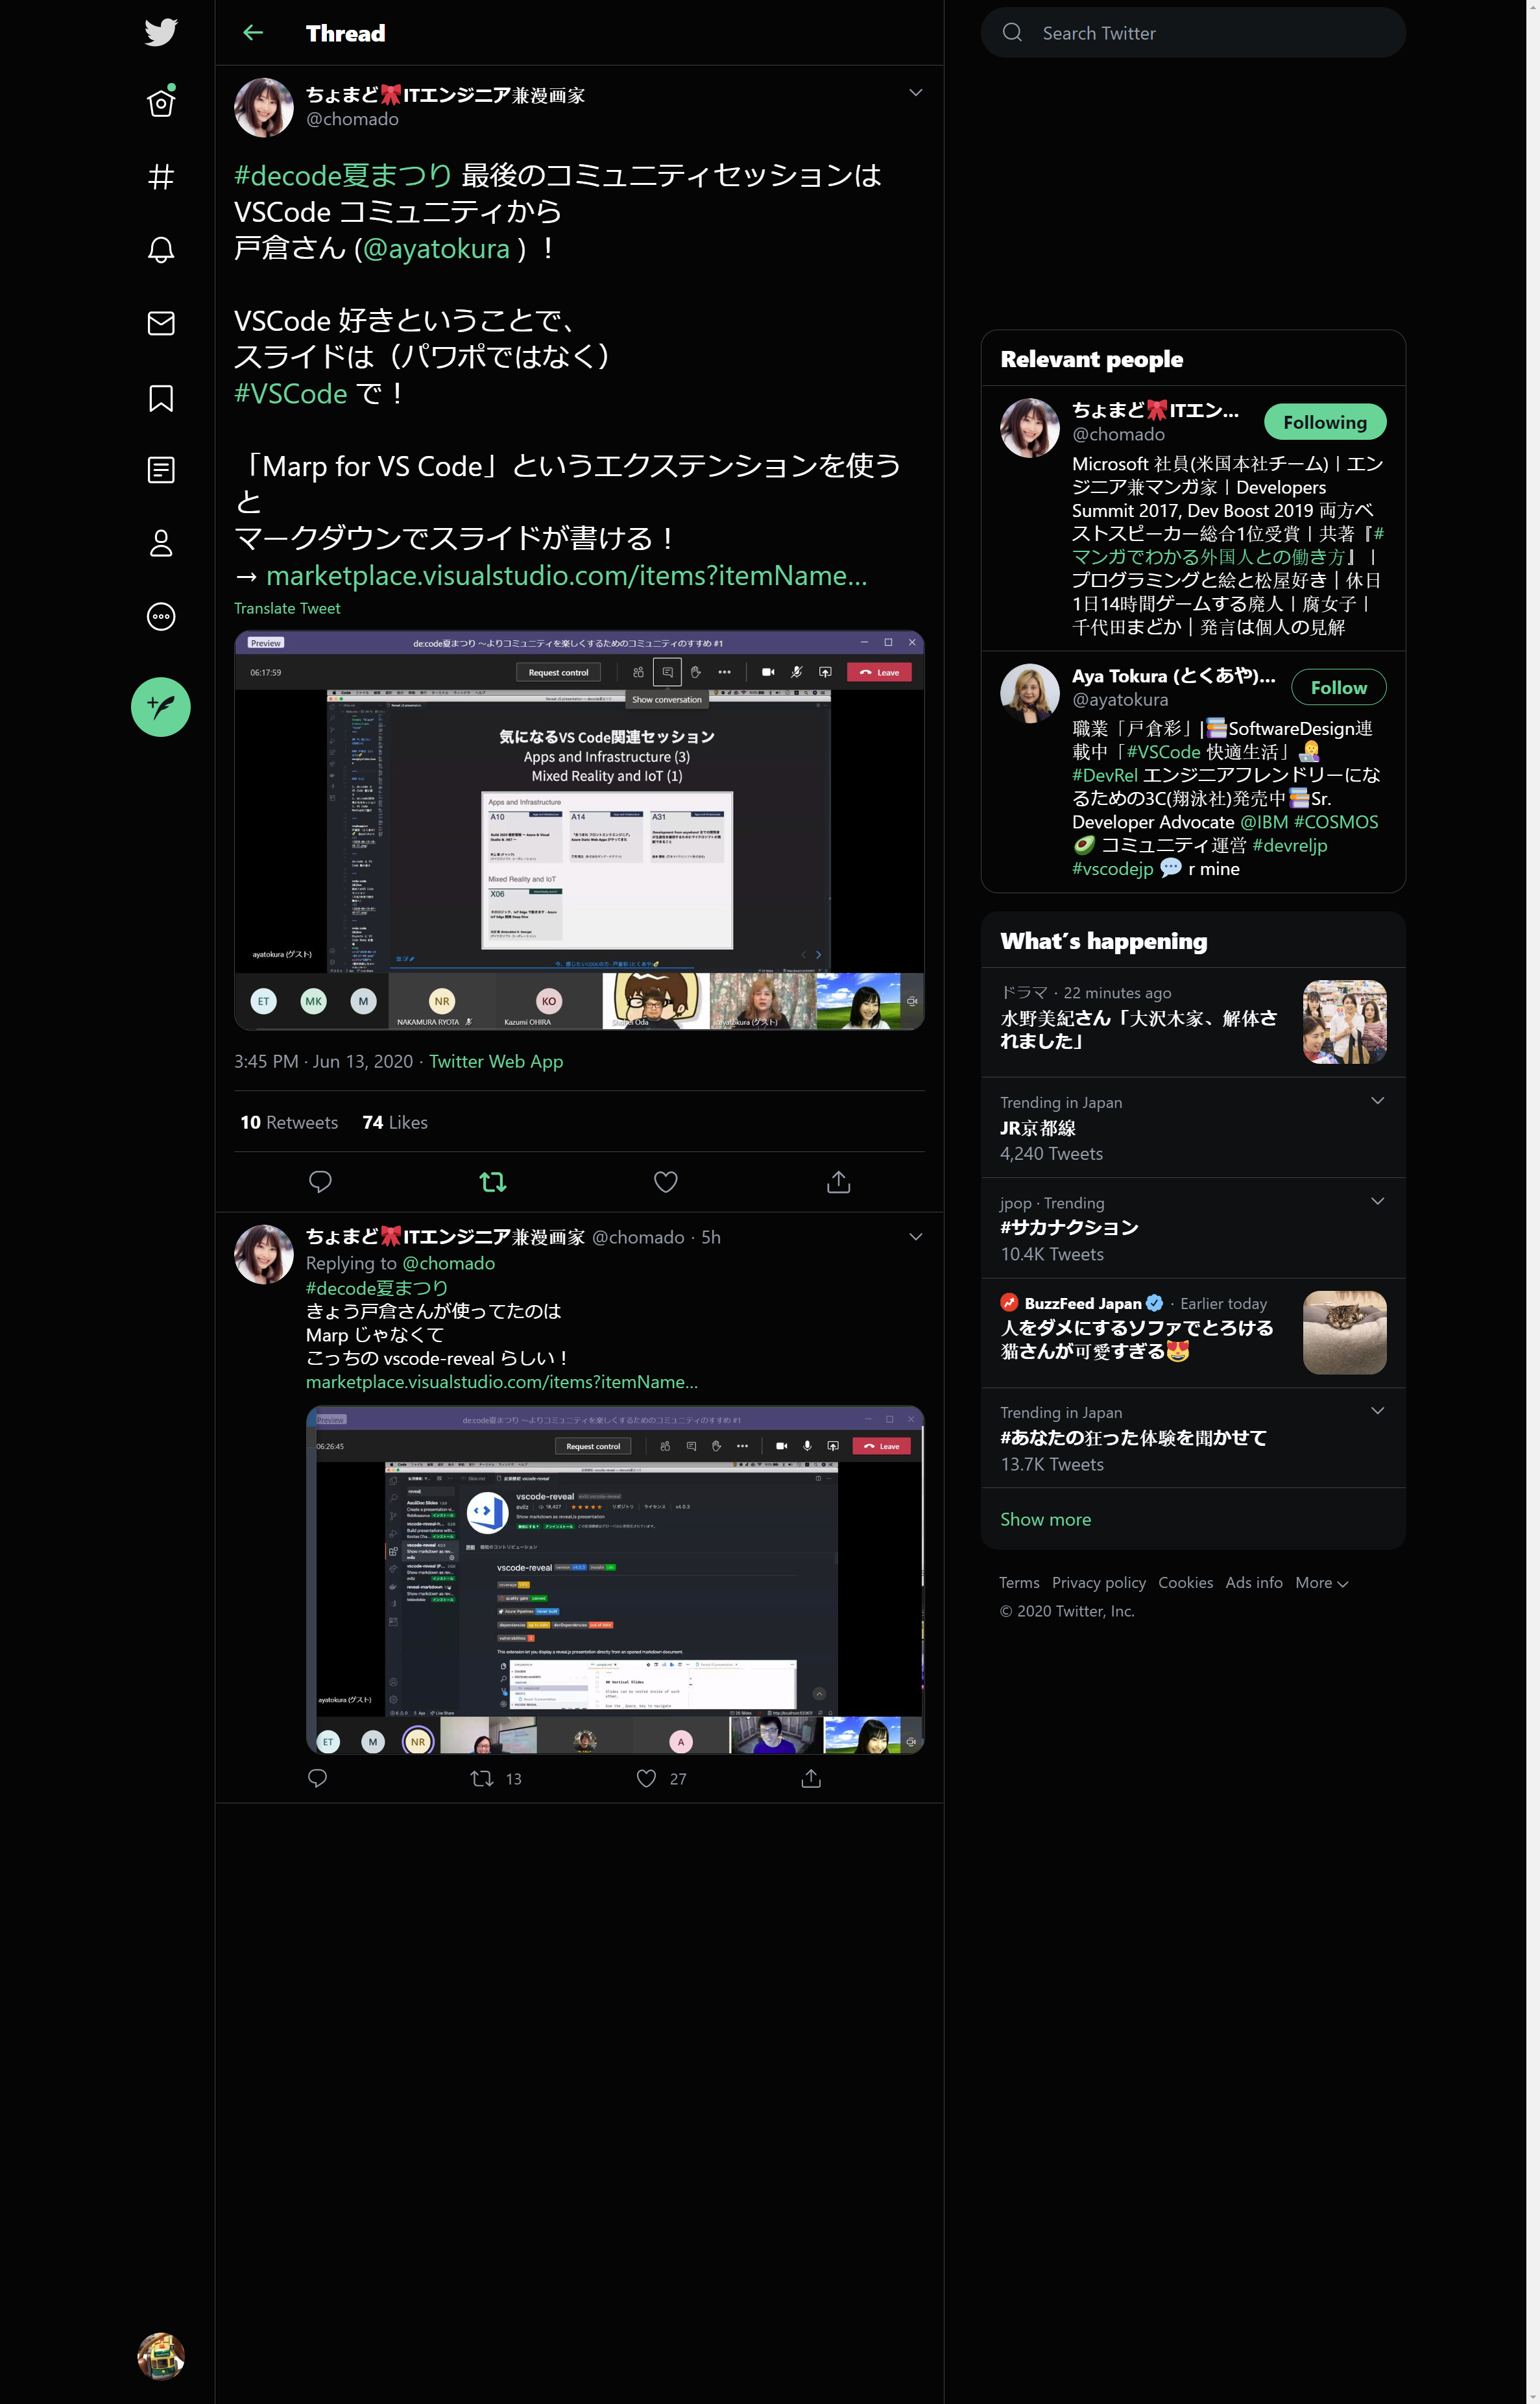 Thread
ちょまど🎀ITエンジニア兼漫画家
@chomado
#decode夏まつり 最後のコミュニティセッションは
VSCode コミュニティから
戸倉さん (@ayatokura ) ！
VSCode 好きということで、
スライドは（パワポではなく）
#VSCode で！
「Marp for VS Code」というエクステンションを使う
と
マークダウンでスライドが書ける！
→ marketplace.visualstudio.com/items?itemName…
Translate Tweet
Preview
de:code夏まつり ～よりコミュニティを楽しくするためのコミュニティのすすめ #1
06:17:59
Request control
Leave
Show conversation
気になるVS Code関連セッション
Apps and Infrastructure (3)
Mixed Reality and IoT (1)
Apps and Infrastructure
A10
A14
A31
Mixed Reality and IoT
X06
ayatokura (ゲスト)
ET
MK
M
NR
KO
NAKAMURA RYOTA
Kazumi OHIRA
ayatokura (ゲスト)
3:45 PM · Jun 13, 2020 · Twitter Web App
10 Retweets 74 Likes
ちょまど🎀ITエンジニア兼漫画家 @chomado · 5h
Replying to @chomado
#decode夏まつり
きょう戸倉さんが使ってたのは
Marp じゃなくて
こっちの vscode-reveal らしい！
marketplace.visualstudio.com/items?itemName…
Preview
de:code夏まつり ～よりコミュニティを楽しくするためのコミュニティのすすめ #1
06:26:45
Request control
Leave
vscode-reveal
Show markdown as reveal.js presentation
vscode-reveal
This extension let you display a reveal.js presentation directly from an opened markdown document.
ayatokura (ゲスト)
ET
M
NR
A
13
27
Search Twitter
Relevant people
ちょまど🎀ITエン...
@chomado
Following
Microsoft 社員(米国本社チーム) | エン
ジニア兼マンガ家 | Developers
Summit 2017, Dev Boost 2019 両方ベ
ストスピーカー総合1位受賞 | 共著『#
マンガでわかる外国人との働き方』 |
プログラミングと絵と松屋好き | 休日
1日14時間ゲームする廃人 | 腐女子 |
千代田まどか | 発言は個人の見解
Aya Tokura (とくあや)...
@ayatokura
Follow
職業「戸倉彩」|📚SoftwareDesign連
載中「#VSCode 快適生活」👩‍💻
#DevRel エンジニアフレンドリーにな
るための3C(翔泳社)発売中📚Sr.
Developer Advocate @IBM #COSMOS
🥑 コミュニティ運営 #devreljp
#vscodejp 💬 r mine
What's happening
ドラマ · 22 minutes ago
水野美紀さん「大沢木家、解体さ
れました」
Trending in Japan
JR京都線
4,240 Tweets
jpop · Trending
#サカナクション
10.4K Tweets
BuzzFeed Japan · Earlier today
人をダメにするソファでとろける
猫さんが可愛すぎる😻
Trending in Japan
#あなたの狂った体験を聞かせて
13.7K Tweets
Show more
Terms Privacy policy Cookies Ads info More
© 2020 Twitter, Inc.